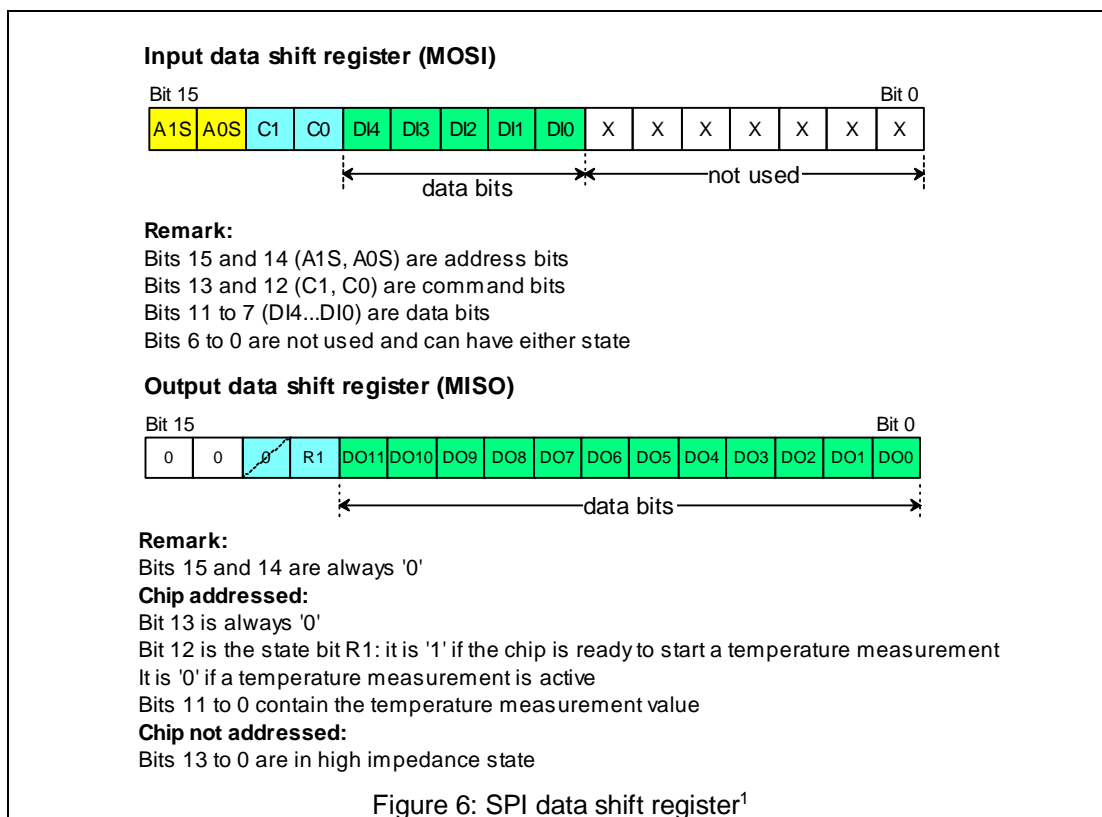 Input data shift register (MOSI)
Bit 15 Bit 0
A1S A0S C1 C0 DI4 DI3 DI2 DI1 DI0 X X X X X X X
data bits not used
Remark:
Bits 15 and 14 (A1S, A0S) are address bits
Bits 13 and 12 (C1, C0) are command bits
Bits 11 to 7 (DI4...DI0) are data bits
Bits 6 to 0 are not used and can have either state
Output data shift register (MISO)
Bit 15 Bit 0
0 0 0 R1 DO11 DO10 DO9 DO8 DO7 DO6 DO5 DO4 DO3 DO2 DO1 DO0
data bits
Remark:
Bits 15 and 14 are always '0'
Chip addressed:
Bit 13 is always '0'
Bit 12 is the state bit R1: it is '1' if the chip is ready to start a temperature measurement
It is '0' if a temperature measurement is active
Bits 11 to 0 contain the temperature measurement value
Chip not addressed:
Bits 13 to 0 are in high impedance state
Figure 6: SPI data shift register1